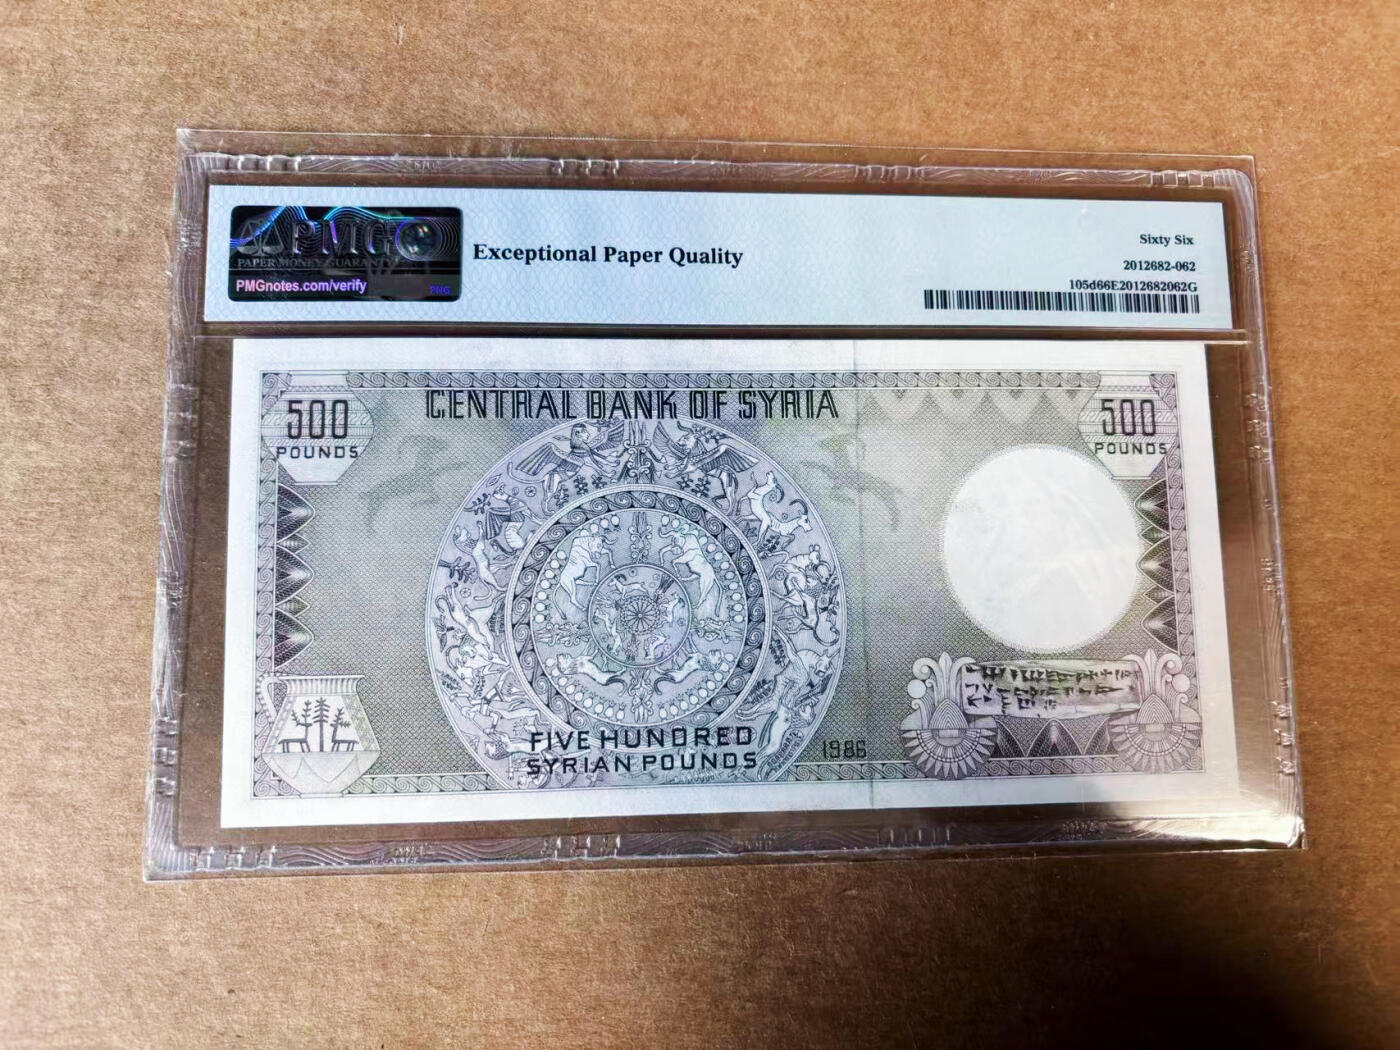 PMG
PAPER MONEY GUARANTY
PMGnotes.com/verify
PMG
Exceptional Paper Quality
Sixty Six
2012682-062
105d66E2012682062G
CENTRAL BANK OF SYRIA
500
POUNDS
500
POUNDS
FIVE HUNDRED
SYRIAN POUNDS
1986